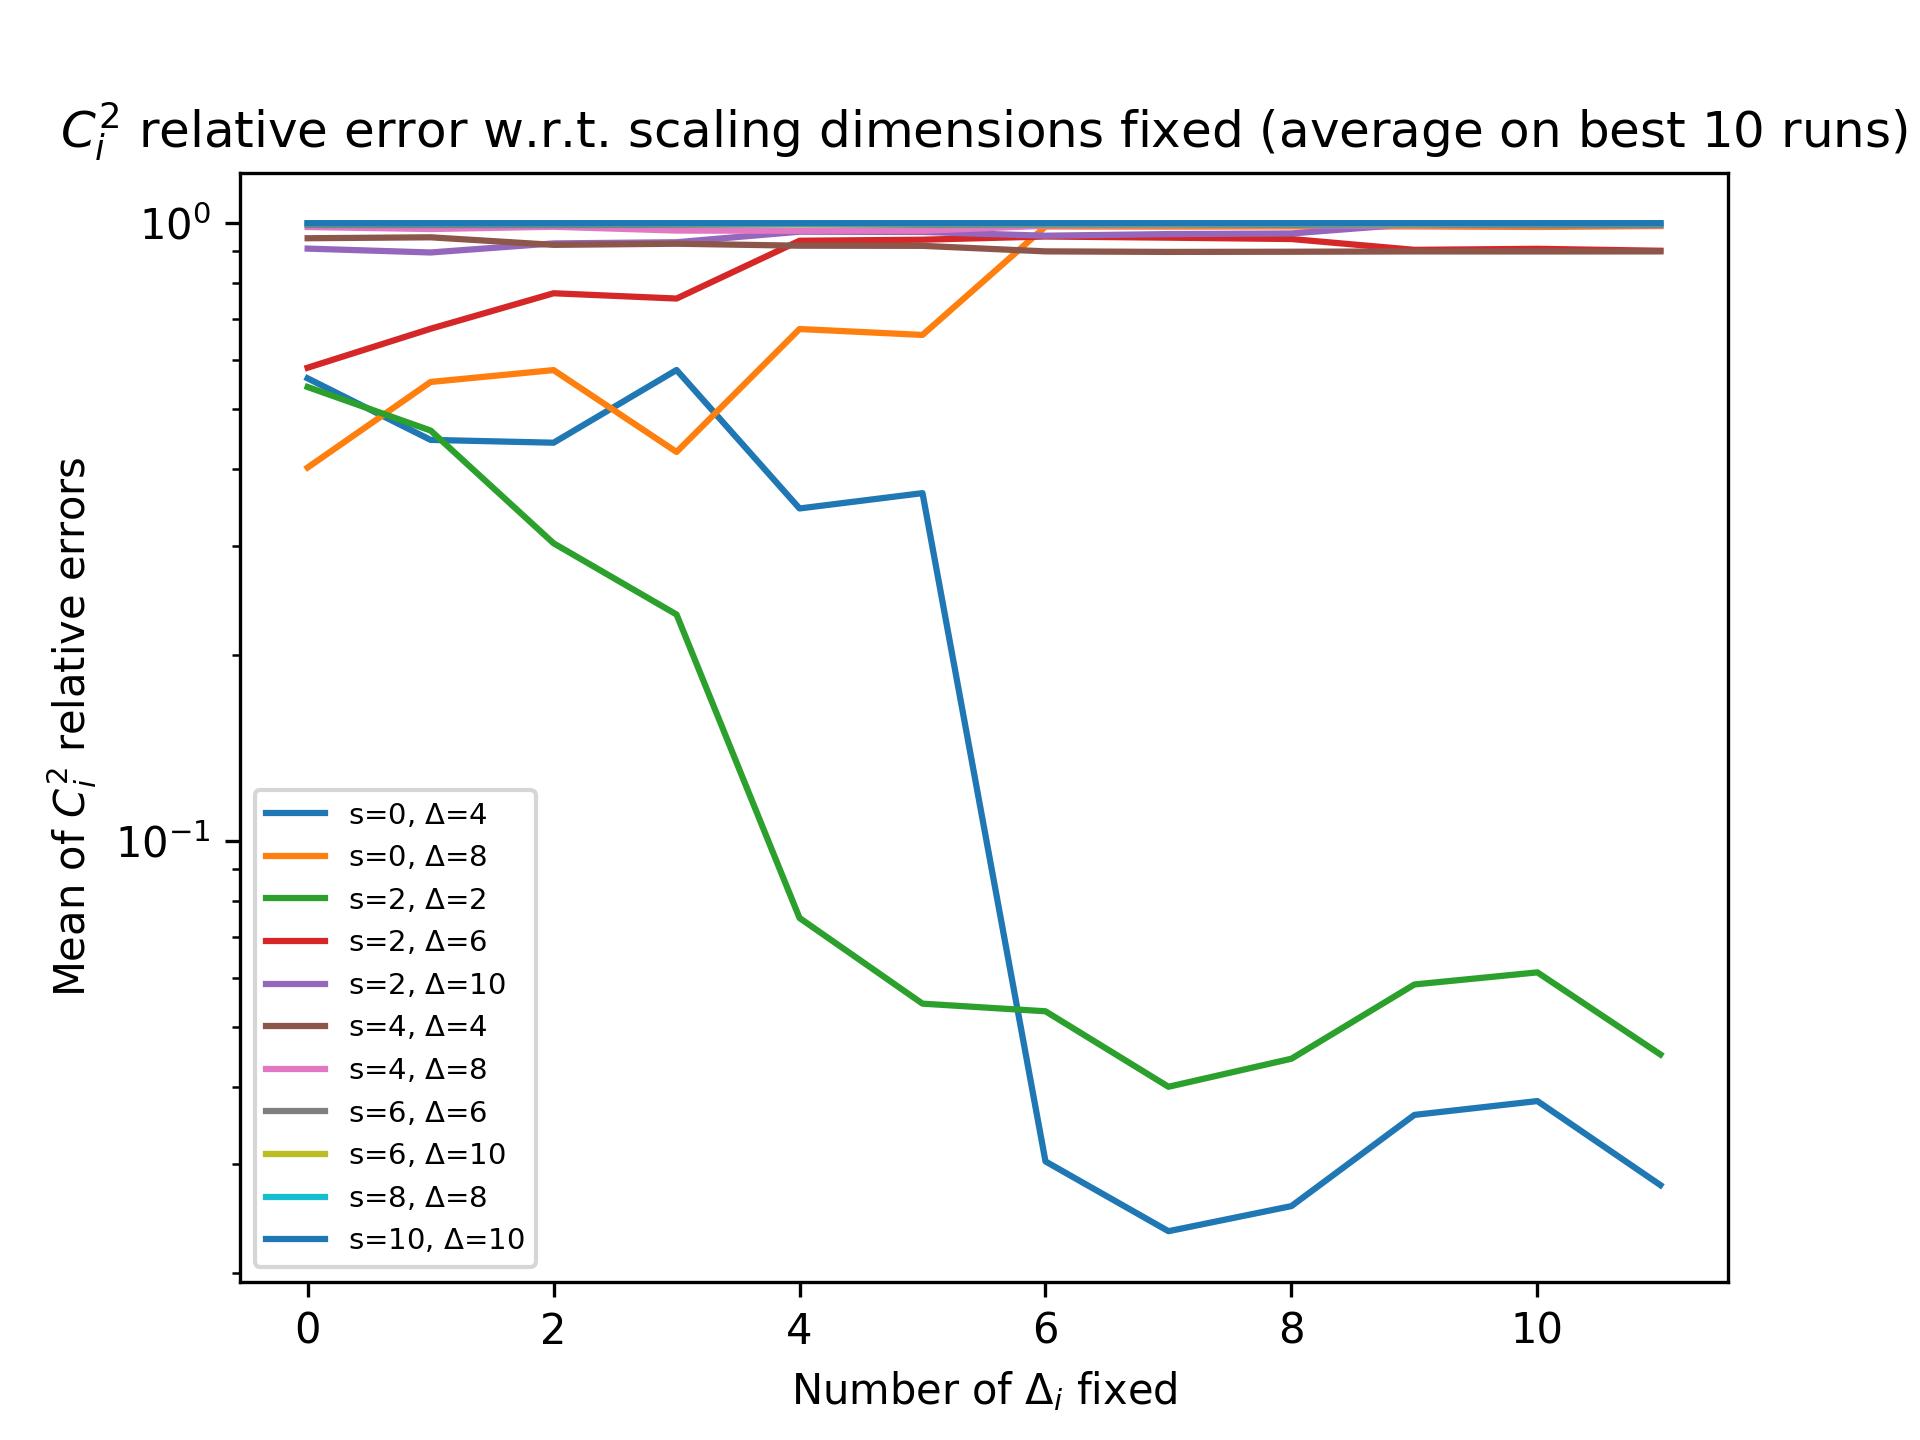 $C_i^2$ relative error w.r.t. scaling dimensions fixed (average on best 10 runs)
Mean of $C_i^2$ relative errors
10⁰
10⁻¹
s=0, Δ=4
s=0, Δ=8
s=2, Δ=2
s=2, Δ=6
s=2, Δ=10
s=4, Δ=4
s=4, Δ=8
s=6, Δ=6
s=6, Δ=10
s=8, Δ=8
s=10, Δ=10
0 2 4 6 8 10
Number of $Δ_i$ fixed